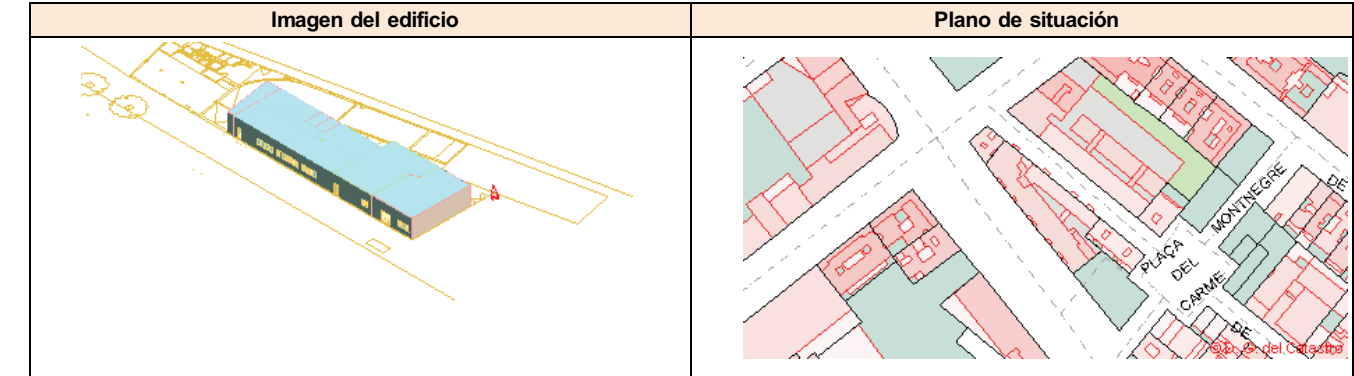 Imagen del edificio
Plano de situación
MONTNEGRE
DE
PLAÇA
DEL
CARME
DE
©D. G. del Catastro